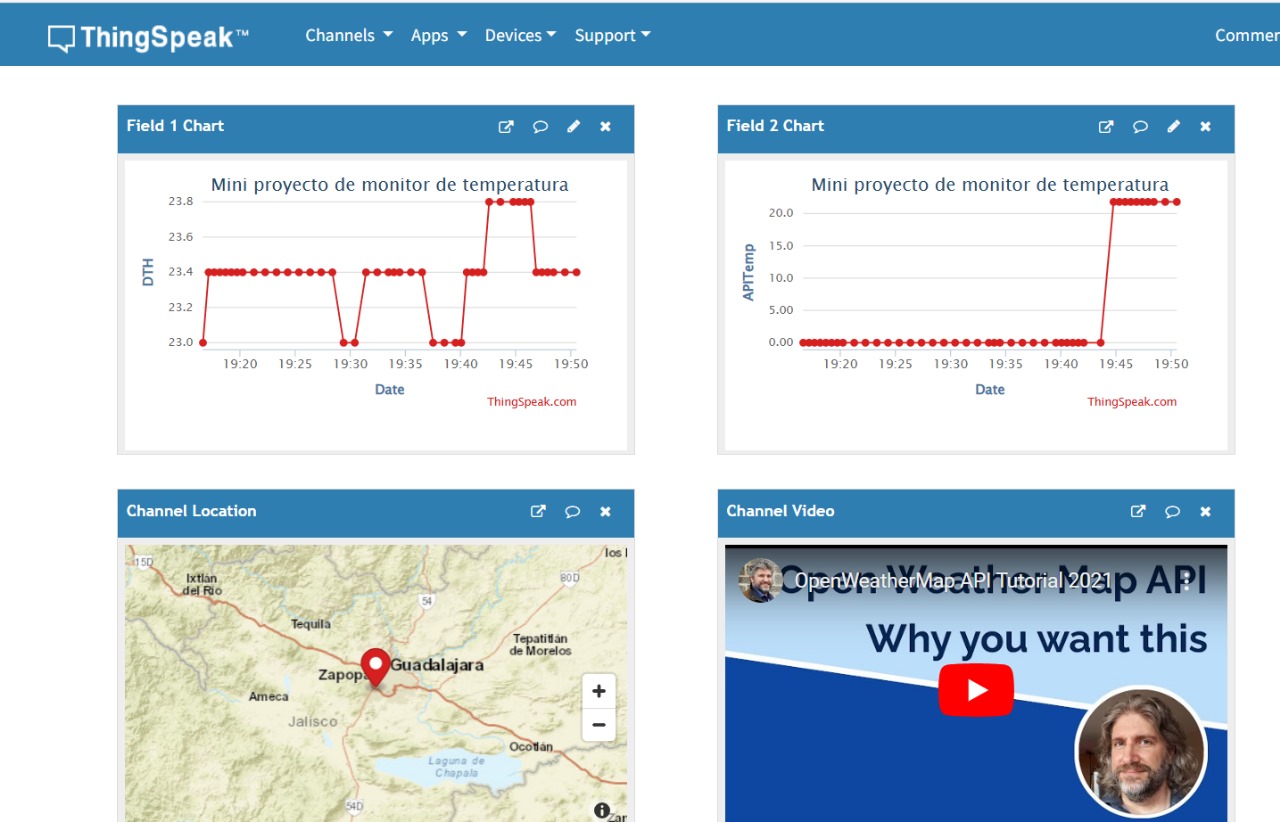 ThingSpeak™
Channels
Apps
Devices
Support
Commer
Field 1 Chart
Mini proyecto de monitor de temperatura
23.8
23.6
23.4
23.2
23.0
DTH
19:20 19:25 19:30 19:35 19:40 19:45 19:50
Date
ThingSpeak.com
Field 2 Chart
Mini proyecto de monitor de temperatura
20.0
15.0
10.0
5.00
0.00
APITemp
19:20 19:25 19:30 19:35 19:40 19:45 19:50
Date
ThingSpeak.com
Channel Location
los
15D
Ixtlán
del Río
80D
54
Tequila
Tepatitlán
de Morelos
Guadalajara
Zapop
Ameca
Jalisco
Ocotlán
Laguna de
Chapala
54D
Zar
+
−
Channel Video
Open Weather Map API
OpenWeatherMap API Tutorial 2021
Why you want this